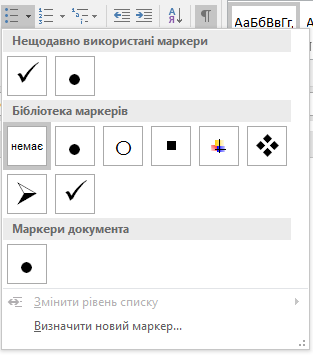 АаБбВвГг,
Нещодавно використані маркери
Бібліотека маркерів
немає
Маркери документа
Змінити рівень списку
Визначити новий маркер...